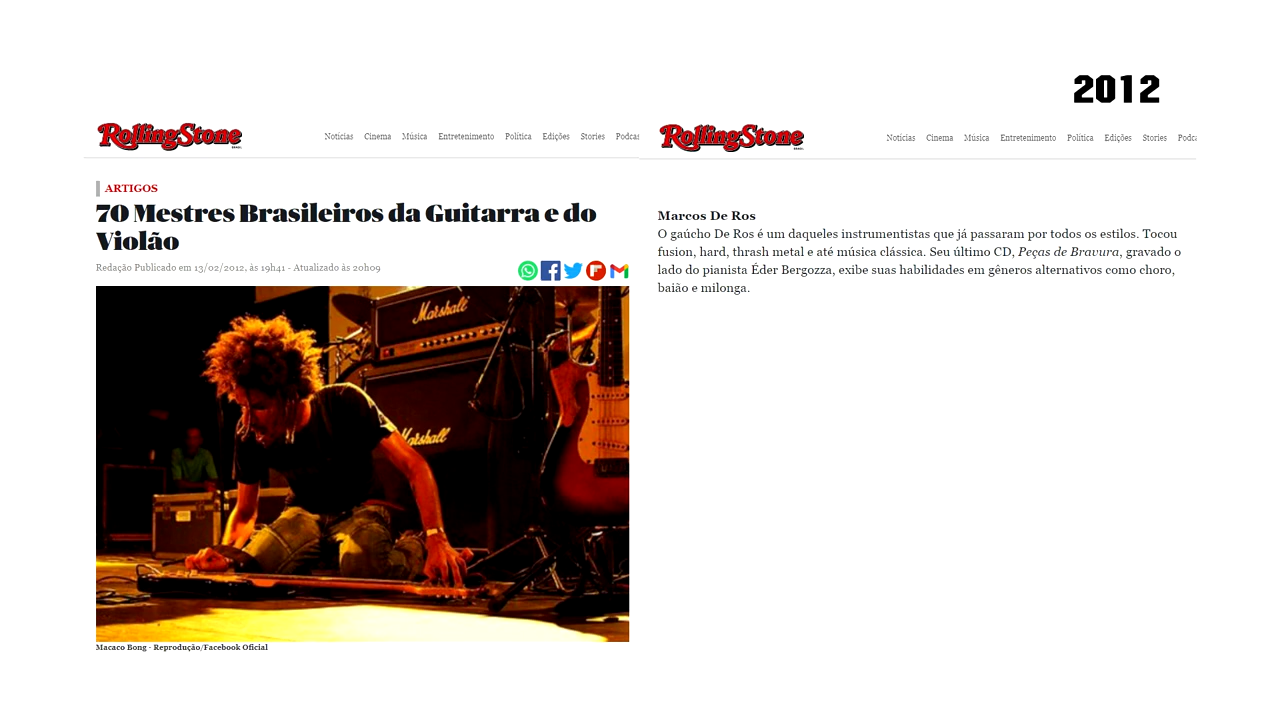 2012
RollingStone
BRASIL
Notícias Cinema Música Entretenimento Política Edições Stories Podcas
ARTIGOS
70 Mestres Brasileiros da Guitarra e do
Violão
Redação Publicado em 13/02/2012, às 19h41 - Atualizado às 20h09
Marshall
Marshall
Macaco Bong - Reprodução/Facebook Oficial
RollingStone
BRASIL
Notícias Cinema Música Entretenimento Política Edições Stories Podca
Marcos De Ros
O gaúcho De Ros é um daqueles instrumentistas que já passaram por todos os estilos. Tocou
fusion, hard, thrash metal e até música clássica. Seu último CD, Peças de Bravura, gravado o
lado do pianista Éder Bergozza, exibe suas habilidades em gêneros alternativos como choro,
baião e milonga.